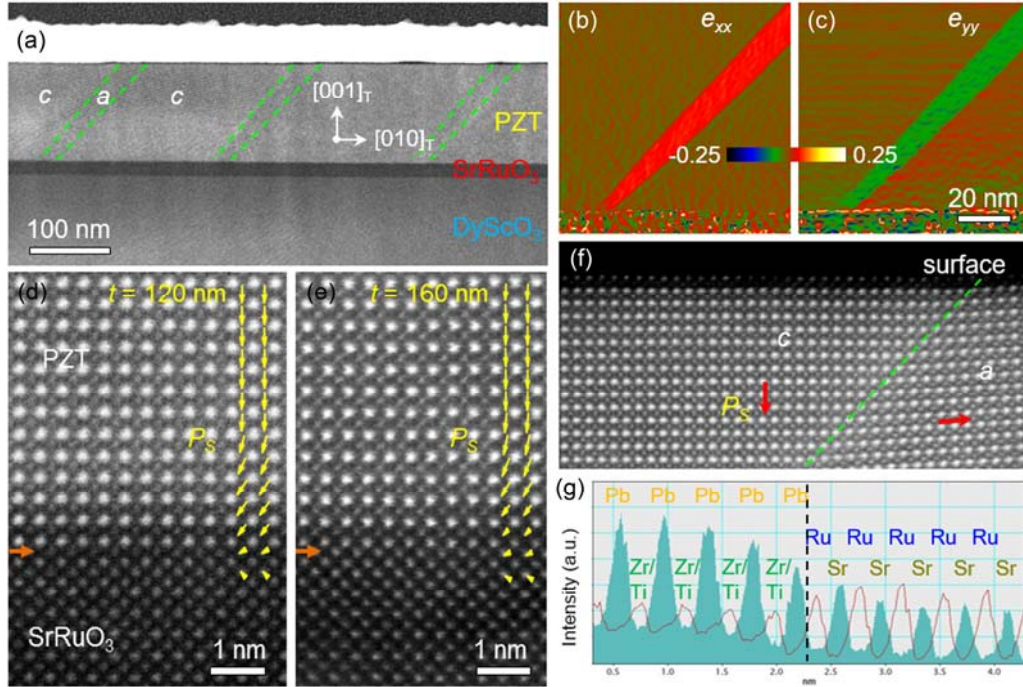 (a)
c
a
c
[001]T
[010]T
PZT
SrRuO3
DyScO3
100 nm
(b)
exx
(c)
eyy
-0.25
0.25
20 nm
(d)
t = 120 nm
PZT
PS
SrRuO3
1 nm
(e)
t = 160 nm
PS
1 nm
(f)
surface
c
a
PS
(g)
Pb Pb Pb Pb Pb
Ru Ru Ru Ru Ru
Zr/ Zr/ Zr/ Zr/
Ti Ti Ti Ti
Sr Sr Sr Sr Sr
Intensity (a.u.)
0.5 1.0 1.5 2.0 2.5 3.0 3.5 4.0
nm